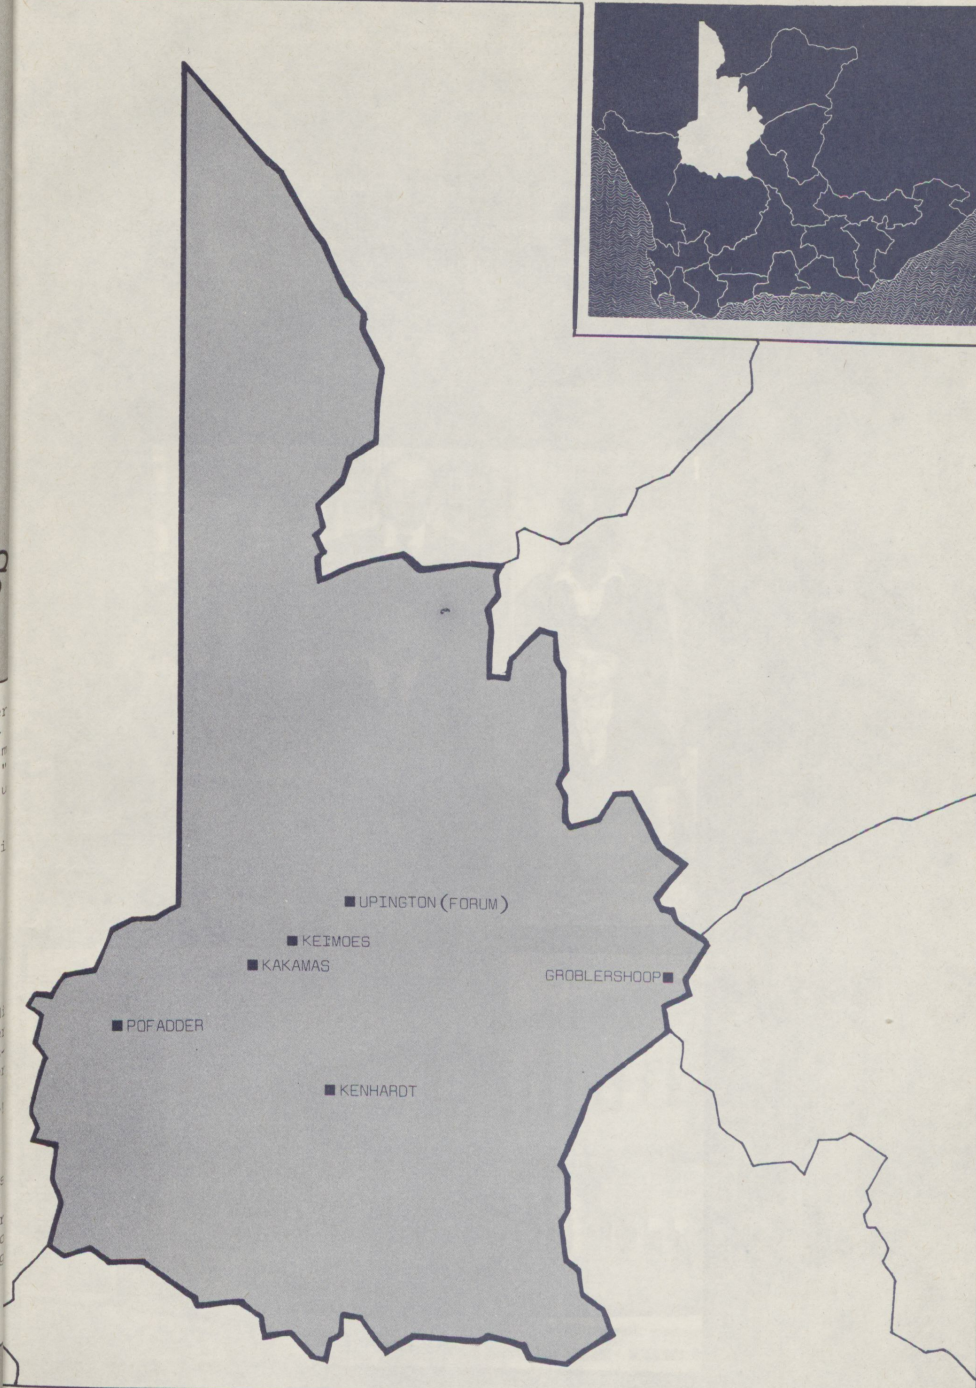 UPINGTON (FORUM)
KEIMOES
KAKAMAS
GROBLERSHOOP
POFADDER
KENHARDT